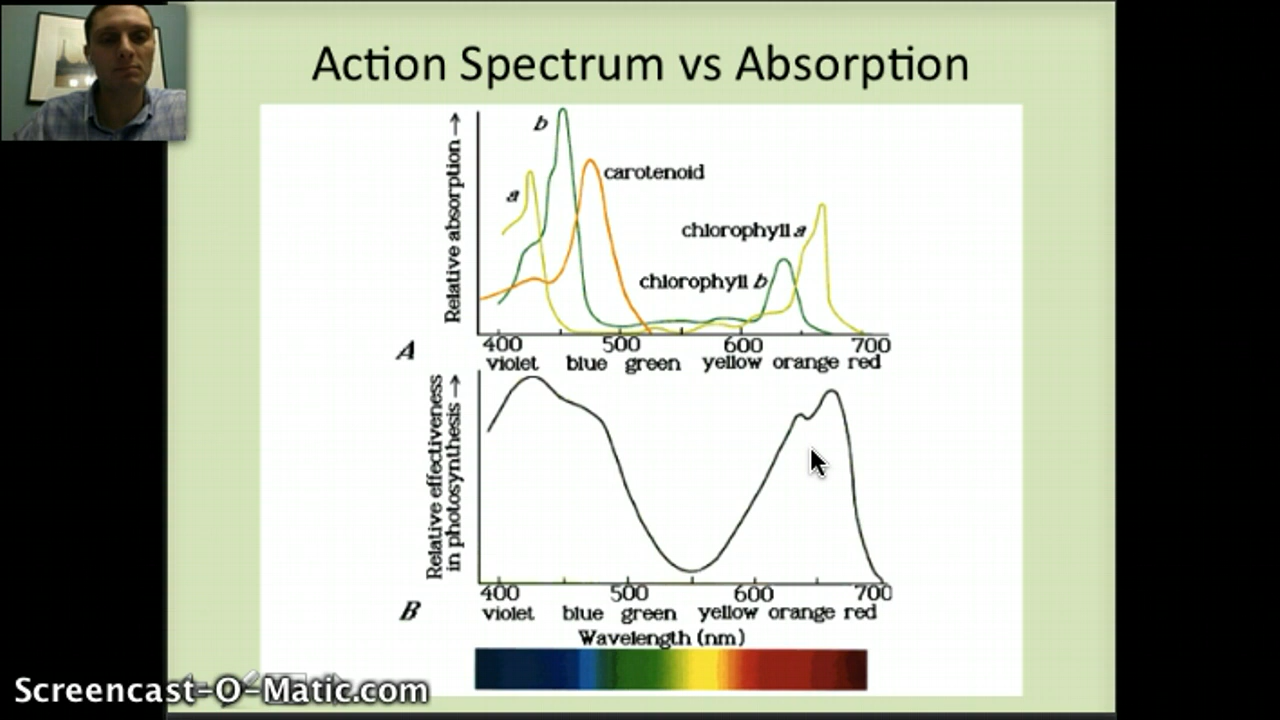 Action Spectrum vs Absorption
Relative absorption →
b
a
carotenoid
chlorophyll a
chlorophyll b
400 500 600 700
violet blue green yellow orange red
A
Relative effectiveness
in photosynthesis →
400 500 600 700
violet blue green yellow orange red
B
Wavelength (nm)
Screencast-O-Matic.com